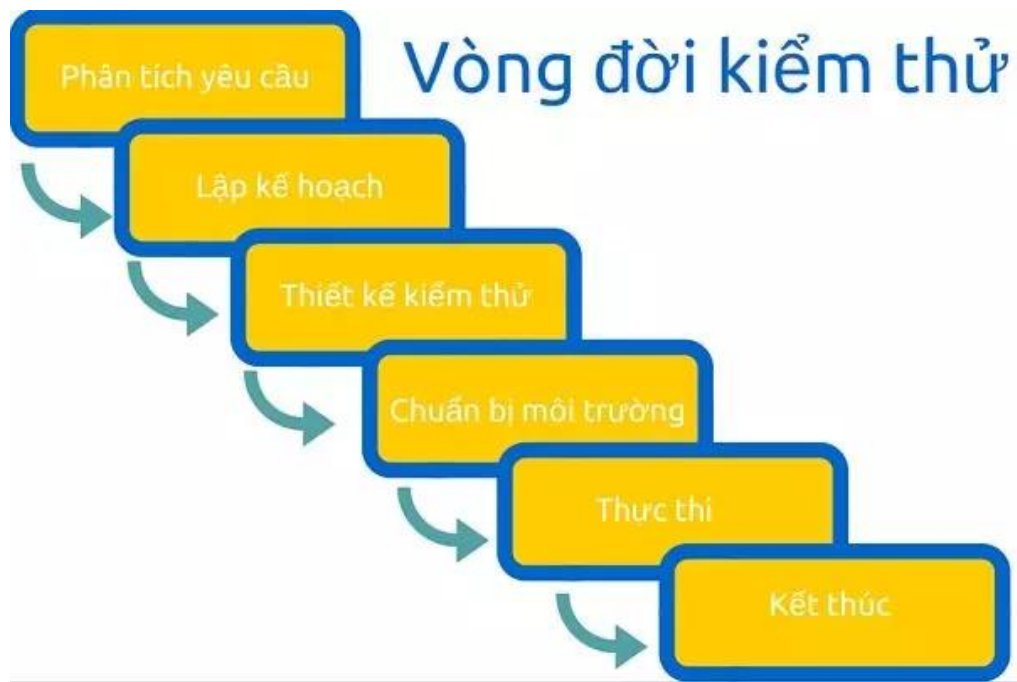 Vòng đời kiểm thử
Phân tích yêu cầu
Lập kế hoạch
Thiết kế kiểm thử
Chuẩn bị môi trường
Thực thi
Kết thúc